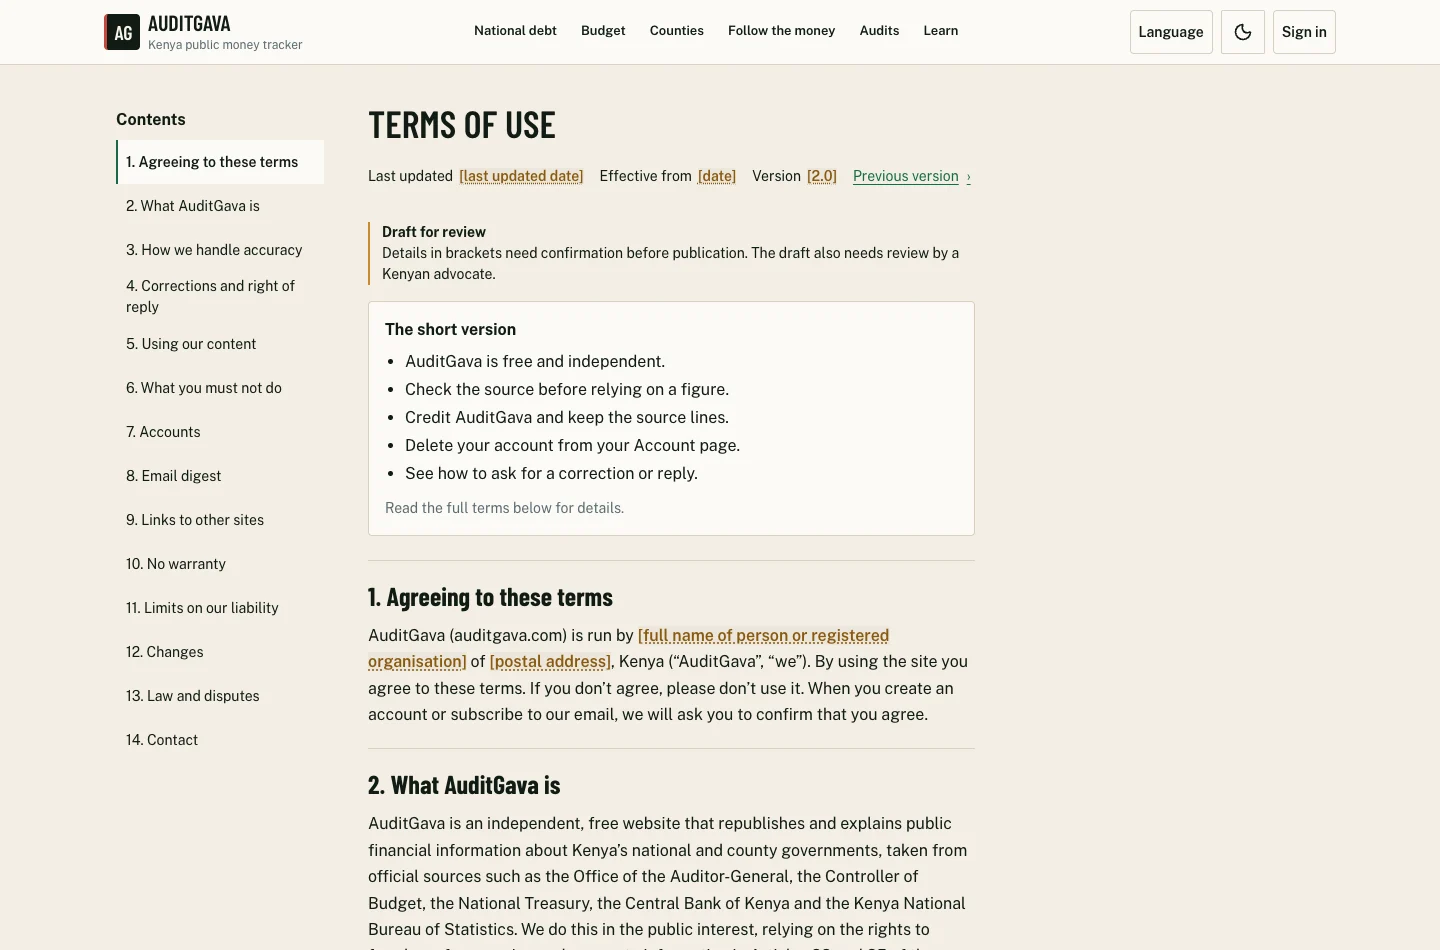 AG
AUDITGAVA
Kenya public money tracker
National debt
Budget
Counties
Follow the money
Audits
Learn
Language
Sign in
Contents
1. Agreeing to these terms
2. What AuditGava is
3. How we handle accuracy
4. Corrections and right of
reply
5. Using our content
6. What you must not do
7. Accounts
8. Email digest
9. Links to other sites
10. No warranty
11. Limits on our liability
12. Changes
13. Law and disputes
14. Contact
TERMS OF USE
Last updated [last updated date] Effective from [date] Version [2.0] Previous version ›
Draft for review
Details in brackets need confirmation before publication. The draft also needs review by a
Kenyan advocate.
The short version
• AuditGava is free and independent.
• Check the source before relying on a figure.
• Credit AuditGava and keep the source lines.
• Delete your account from your Account page.
• See how to ask for a correction or reply.
Read the full terms below for details.
1. Agreeing to these terms
AuditGava (auditgava.com) is run by [full name of person or registered
organisation] of [postal address], Kenya (“AuditGava”, “we”). By using the site you
agree to these terms. If you don’t agree, please don’t use it. When you create an
account or subscribe to our email, we will ask you to confirm that you agree.
2. What AuditGava is
AuditGava is an independent, free website that republishes and explains public
financial information about Kenya’s national and county governments, taken from
official sources such as the Office of the Auditor-General, the Controller of
Budget, the National Treasury, the Central Bank of Kenya and the Kenya National
Bureau of Statistics. We do this in the public interest, relying on the rights to